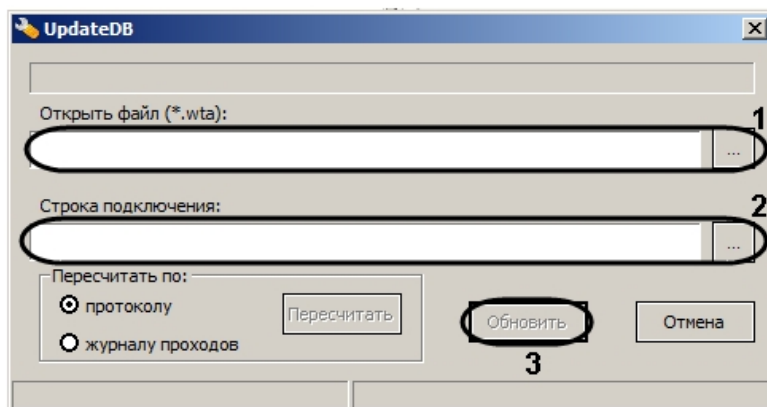 UpdateDB
Открыть файл (*.wta):
1
...
Строка подключения:
2
...
Пересчитать по:
протоколу
Пересчитать
Обновить
Отмена
журналу проходов
3